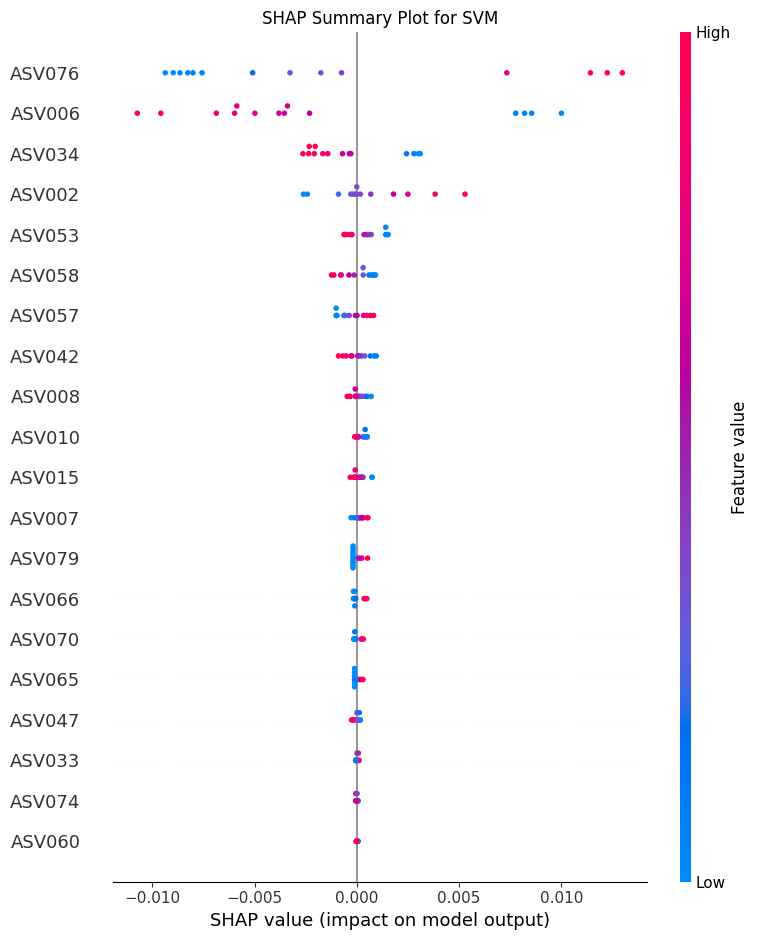 SHAP Summary Plot for SVM
High
ASV076
ASV006
ASV034
ASV002
ASV053
ASV058
ASV057
ASV042
ASV008
ASV010
ASV015
ASV007
ASV079
ASV066
ASV070
ASV065
ASV047
ASV033
ASV074
ASV060
Feature value
Low
−0.010 −0.005 0.000 0.005 0.010
SHAP value (impact on model output)